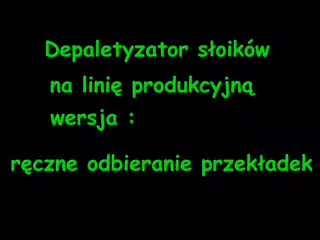 Depaletyzator słoików
na linię produkcyjną
wersja :
ręczne odbieranie przekładek